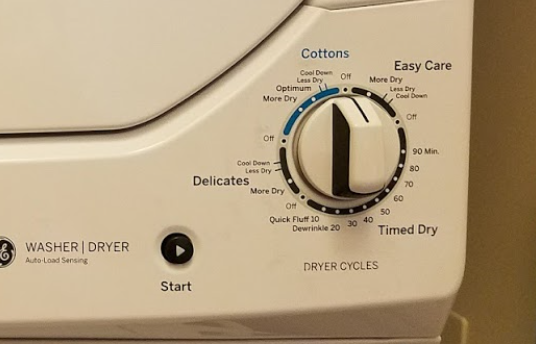 Cottons
Cool Down
Less Dry
Optimum
More Dry
Off
Easy Care
More Dry
Less Dry
Cool Down
Off
Off
Cool Down
Less Dry
Delicates
More Dry
Off
90 Min.
80
70
60
50
40
30
Dewrinkle 20
Quick Fluff 10
Timed Dry
GE
WASHER | DRYER
Auto-Load Sensing
Start
DRYER CYCLES